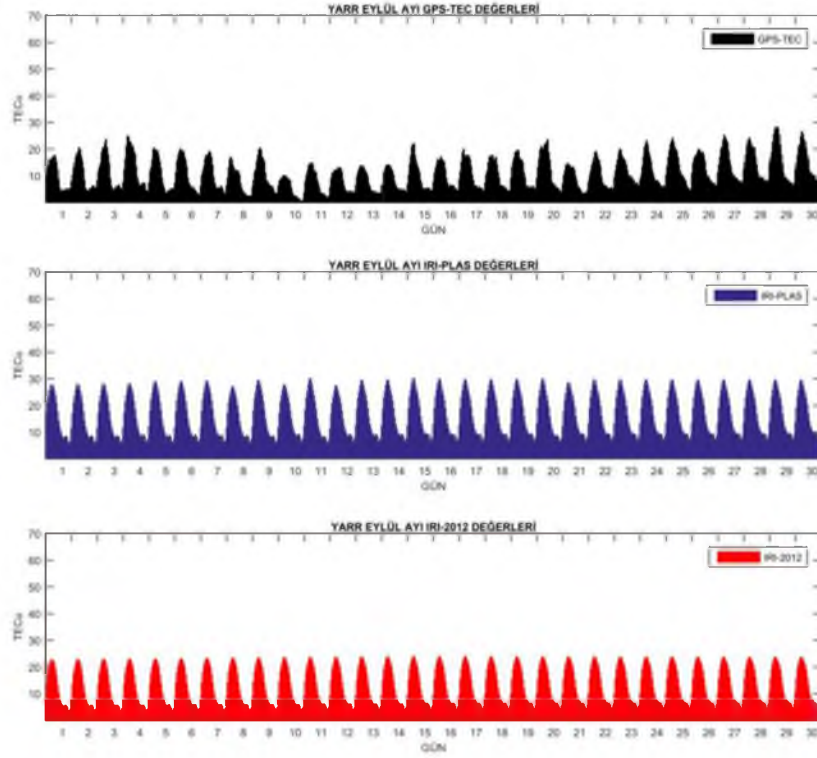 YARR EYLÜL AYI GPS-TEC DEĞERLERİ
70
60
50
40
30
20
10
TECu
GPS-TEC
1 2 3 4 5 6 7 8 9 10 11 12 13 14 15 16 17 18 19 20 21 22 23 24 25 26 27 28 29 30
GÜN
YARR EYLÜL AYI IRI-PLAS DEĞERLERİ
70
60
50
40
30
20
10
TECu
IRI-PLAS
1 2 3 4 5 6 7 8 9 10 11 12 13 14 15 16 17 18 19 20 21 22 23 24 25 26 27 28 29 30
GÜN
YARR EYLÜL AYI IRI-2012 DEĞERLERİ
70
60
50
40
30
20
10
TECu
IRI-2012
1 2 3 4 5 6 7 8 9 10 11 12 13 14 15 16 17 18 19 20 21 22 23 24 25 26 27 28 29 30
GÜN